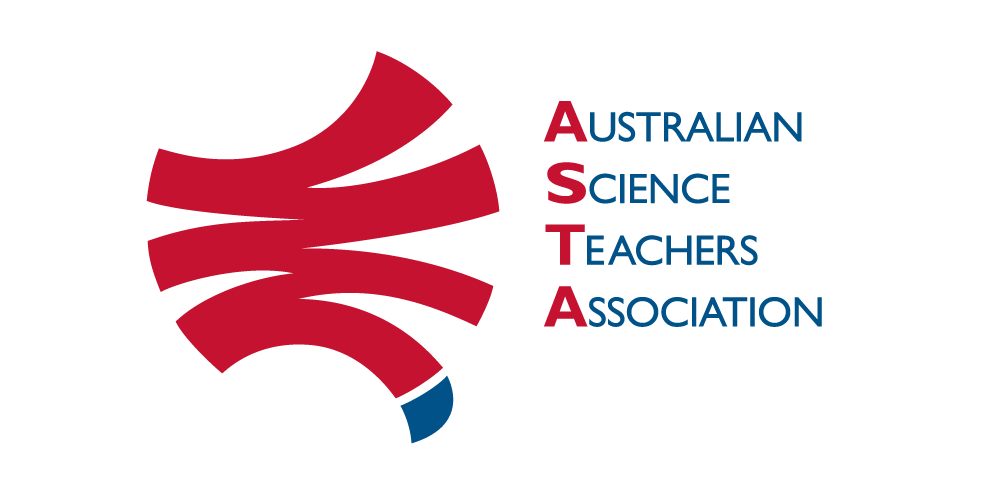 AUSTRALIAN
SCIENCE
TEACHERS
ASSOCIATION